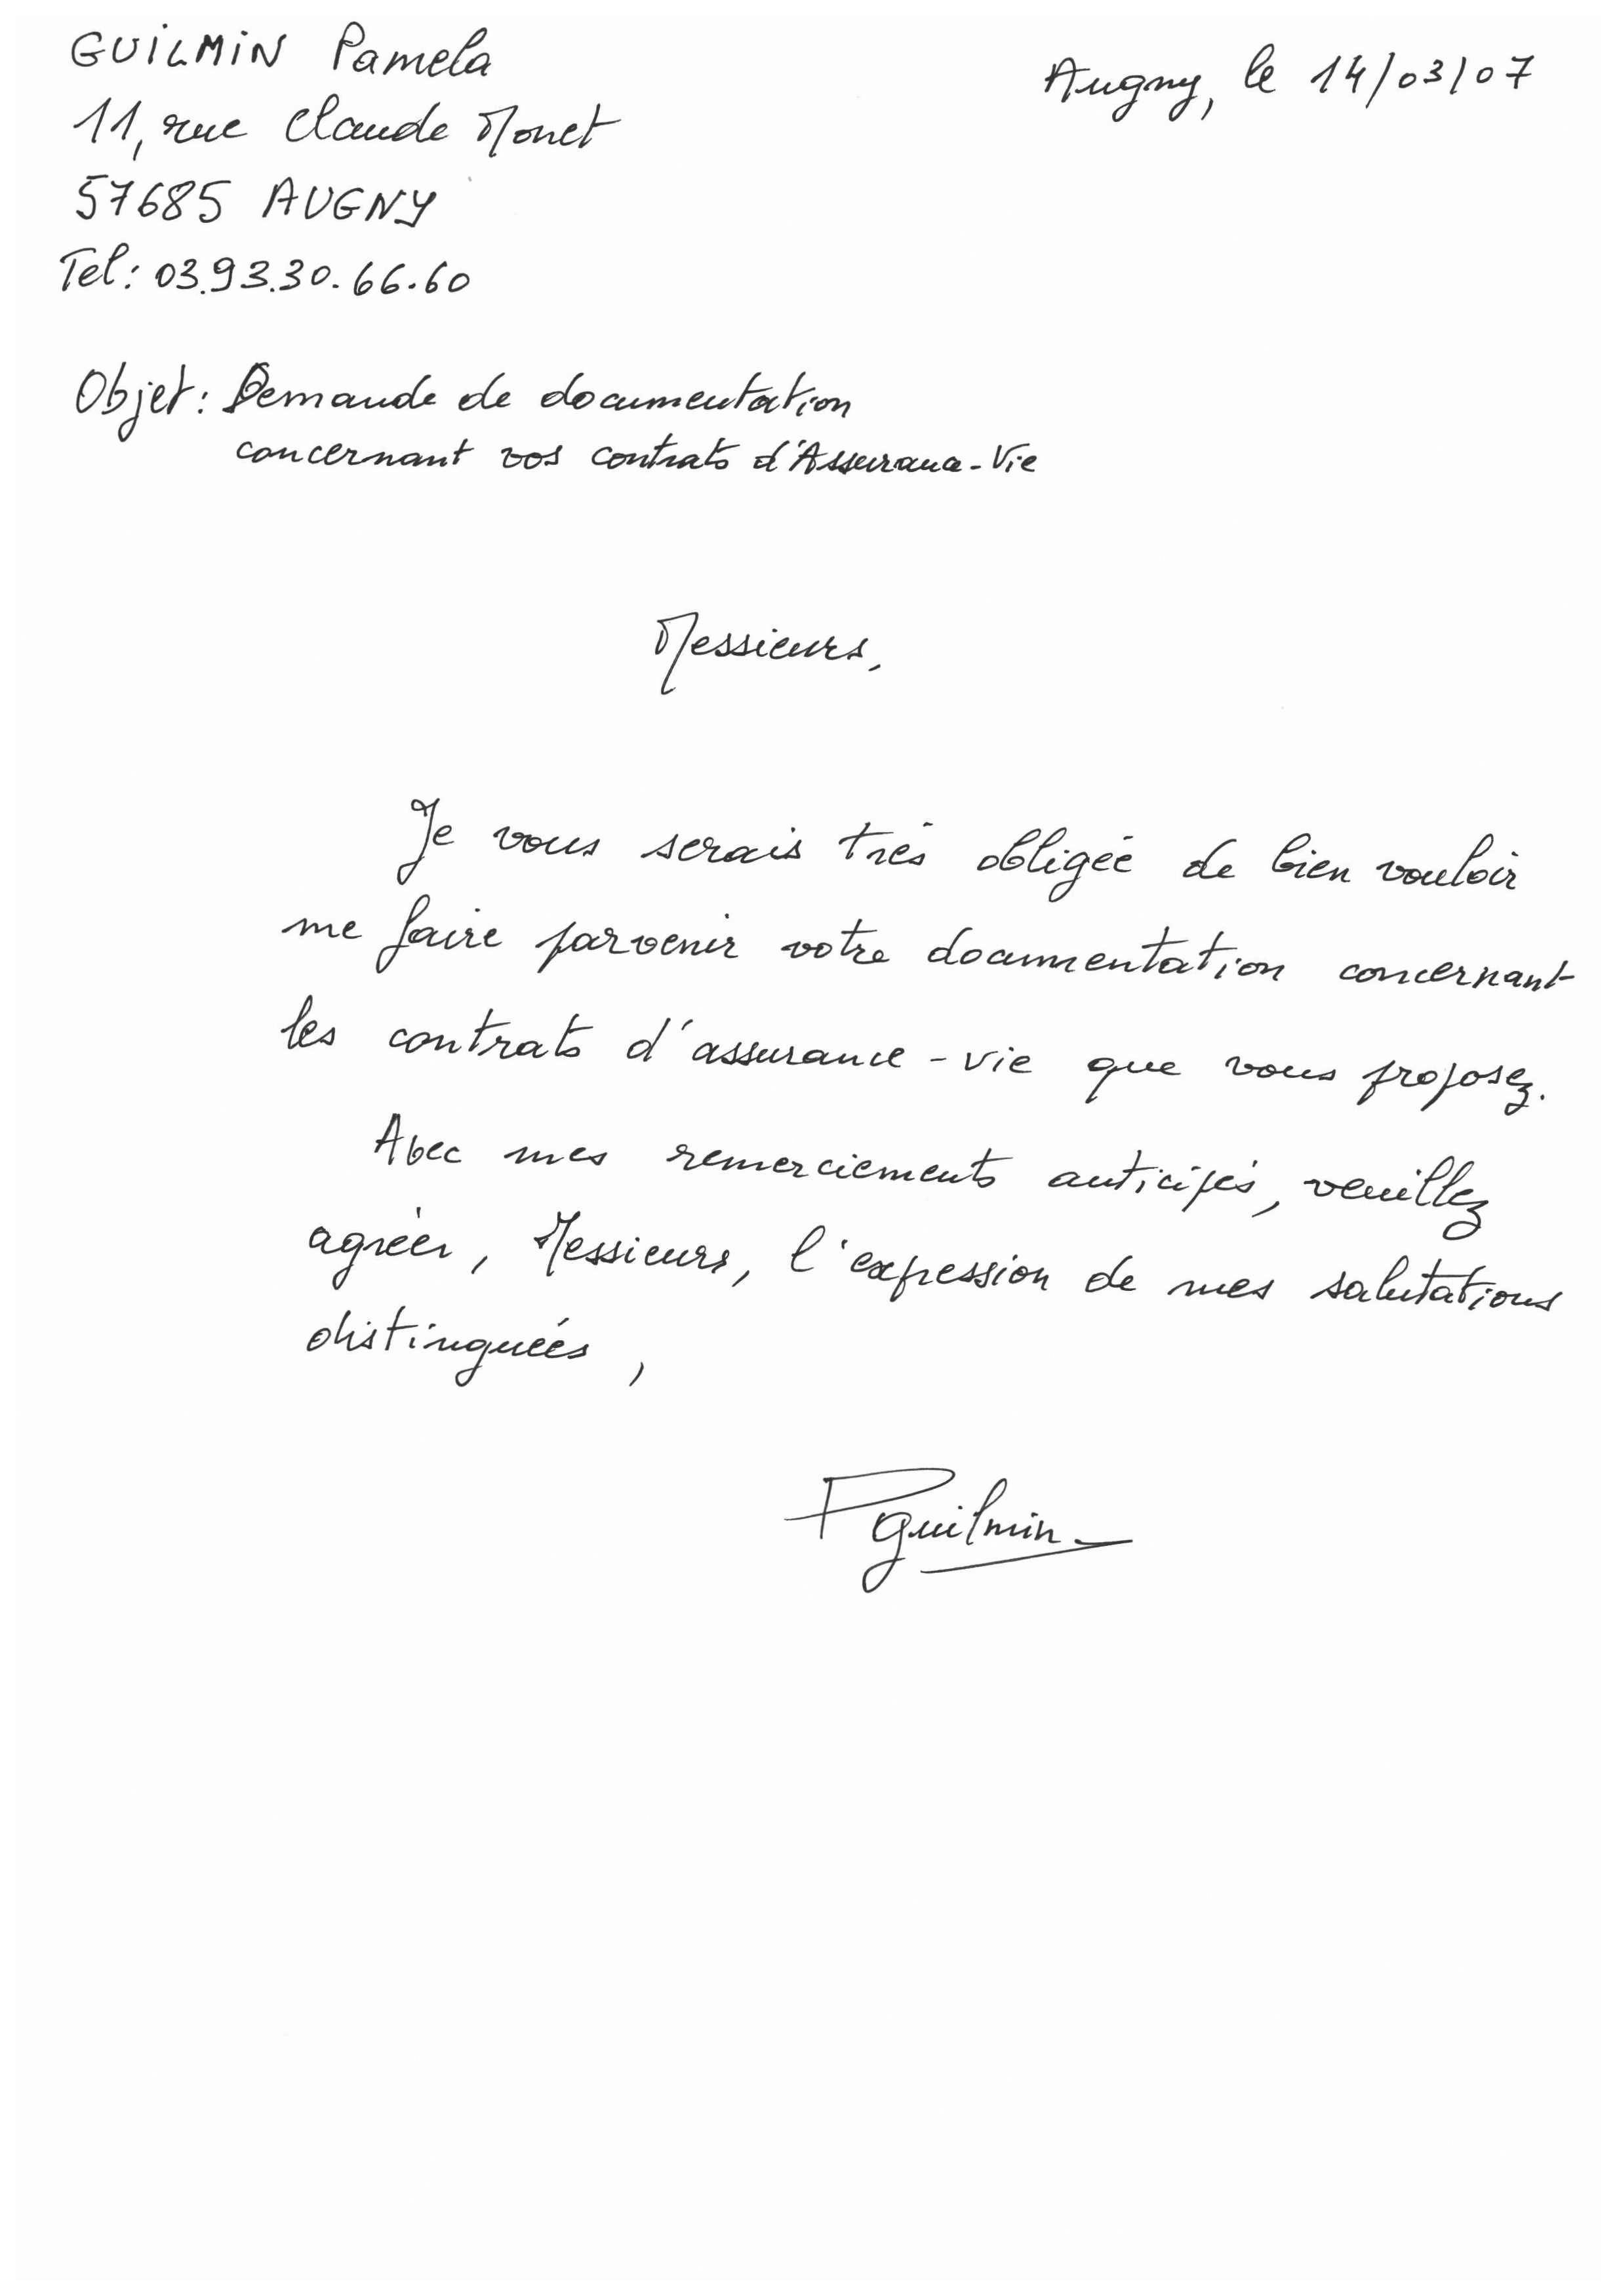 GUILMIN Pamela
Augny, le 14/03/07
11, rue Claude Monet
57685 AUGNY
Tel: 03.93.30.66.60
Objet: Demande de documentation
concernant vos contrats d'Assurance-Vie
Messieurs,
Je vous serais très obligée de bien vouloir
me faire parvenir votre documentation concernant
les contrats d'assurance-vie que vous proposez.
Avec mes remerciements anticipés, veuillez
agréer, Messieurs, l'expression de mes salutations
distinguées,
PGuilmin